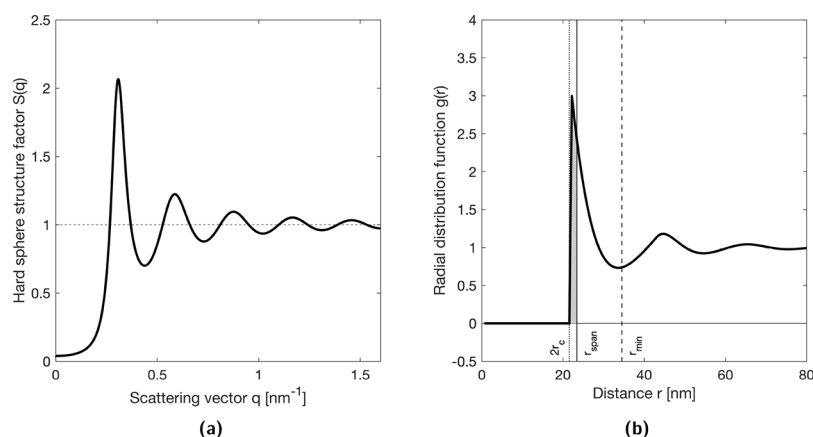 2.5
2
1.5
1
0.5
0
0
0.5
1
1.5
Hard sphere structure factor S(q)
Scattering vector q [nm⁻¹]
(a)
4
3.5
3
2.5
2
1.5
1
0.5
0
-0.5
0
20
40
60
80
Radial distribution function g(r)
2r_c
r_span
r_min
Distance r [nm]
(b)